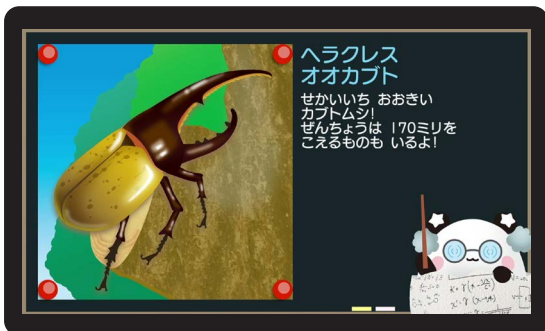 ヘラクレス
オオカブト
せかいいち おおきい
カブトムシ!
ぜんちょうは 170ミリを
こえるものも いるよ!